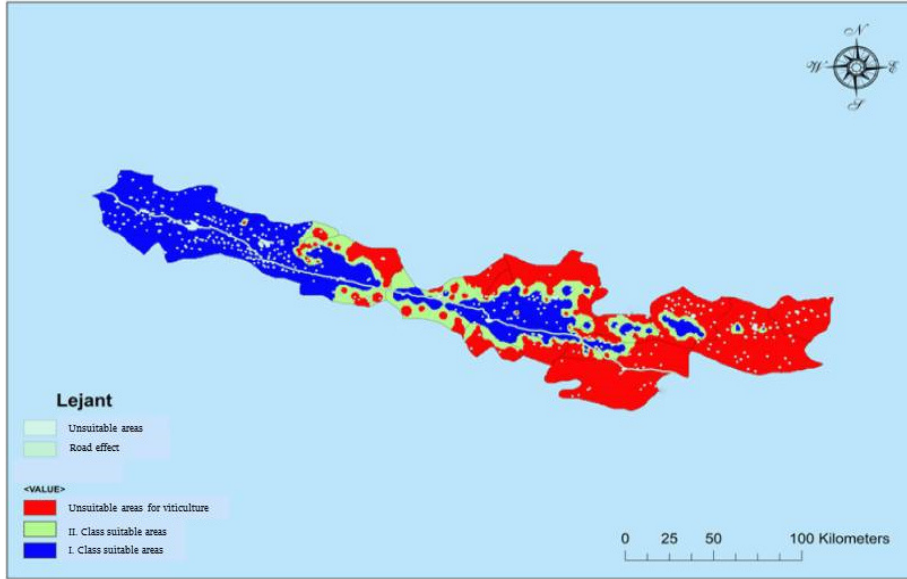 N
W E
S
Lejant
Unsuitable areas
Road effect
<VALUE>
Unsuitable areas for viticulture
II. Class suitable areas
I. Class suitable areas
0 25 50 100 Kilometers